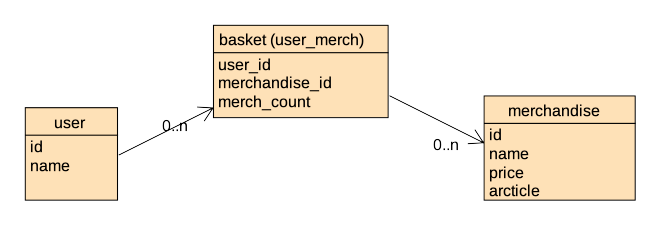 basket (user_merch)
user_id
merchandise_id
merch_count
user
id
name
0..n
merchandise
id
name
price
arcticle
0..n